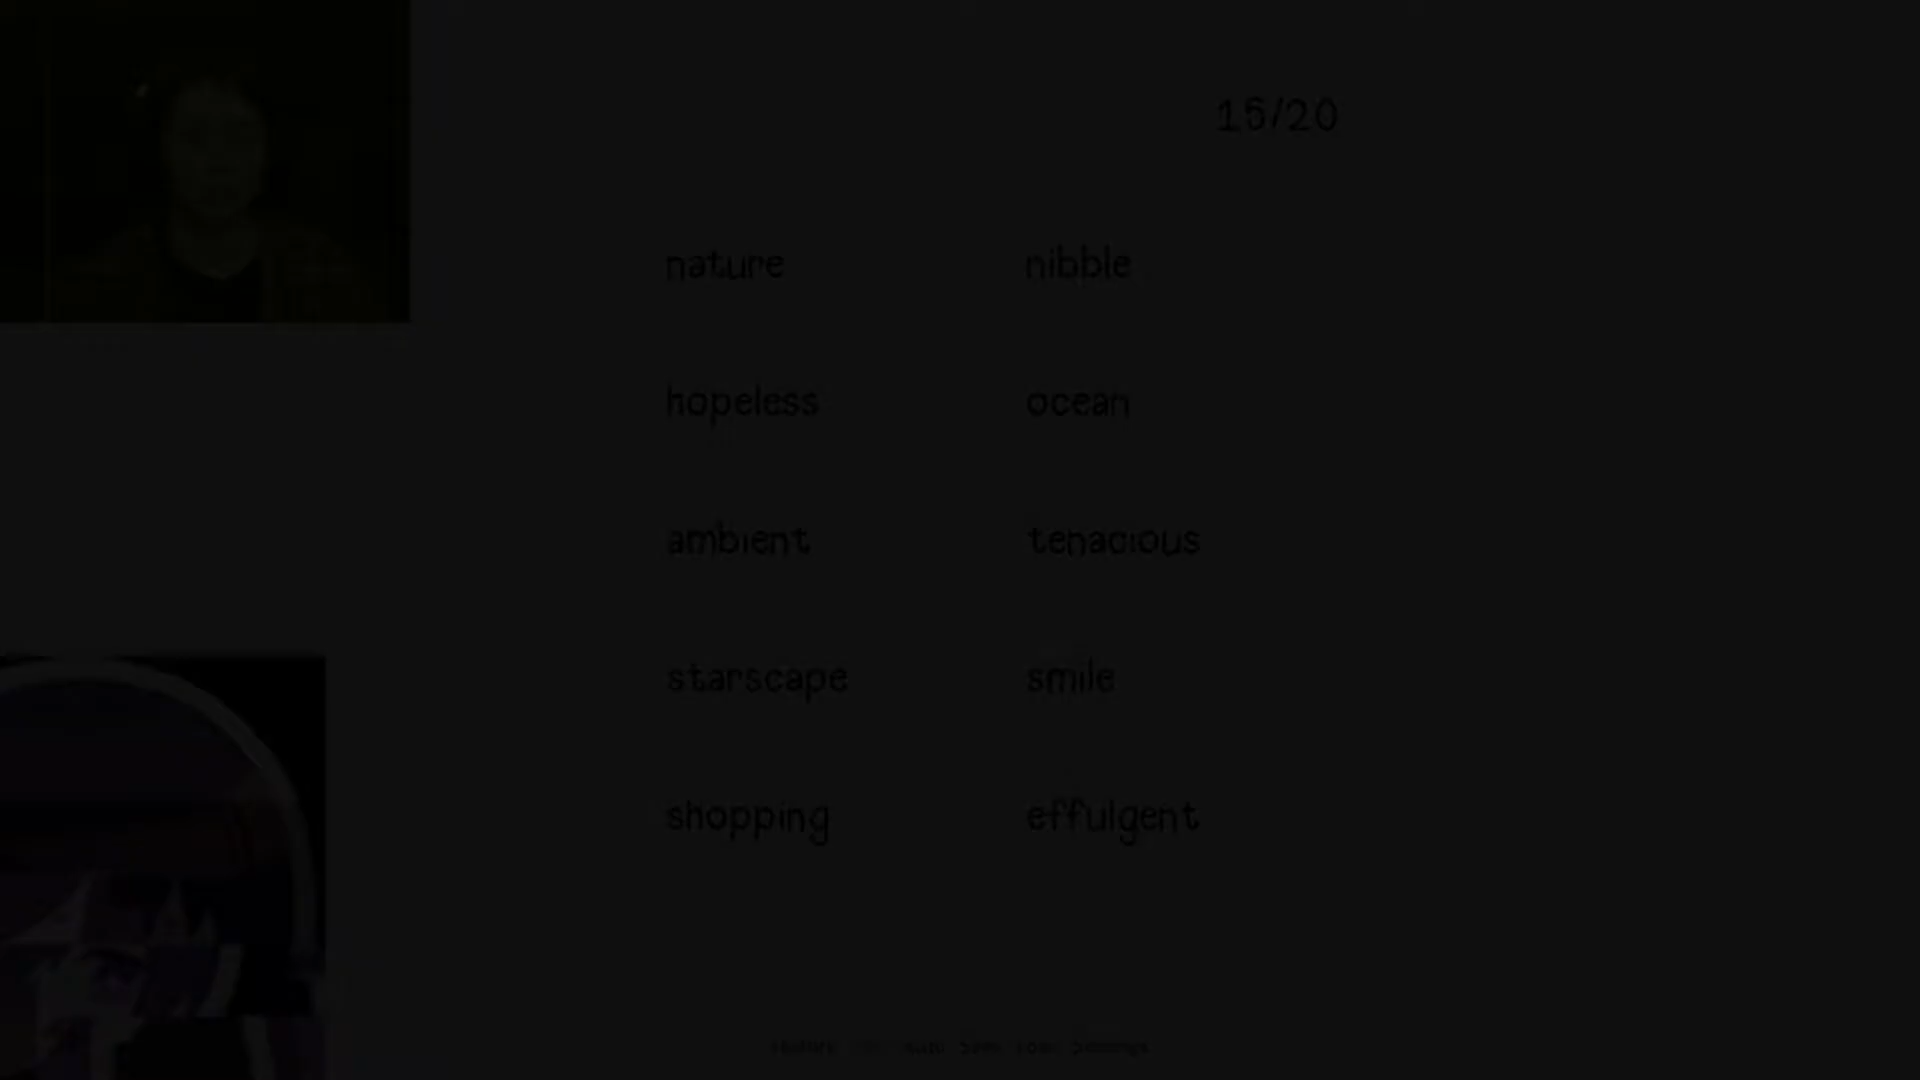 15/20
nature nibble
hopeless ocean
ambient tenacious
starscape smile
shopping effulgent